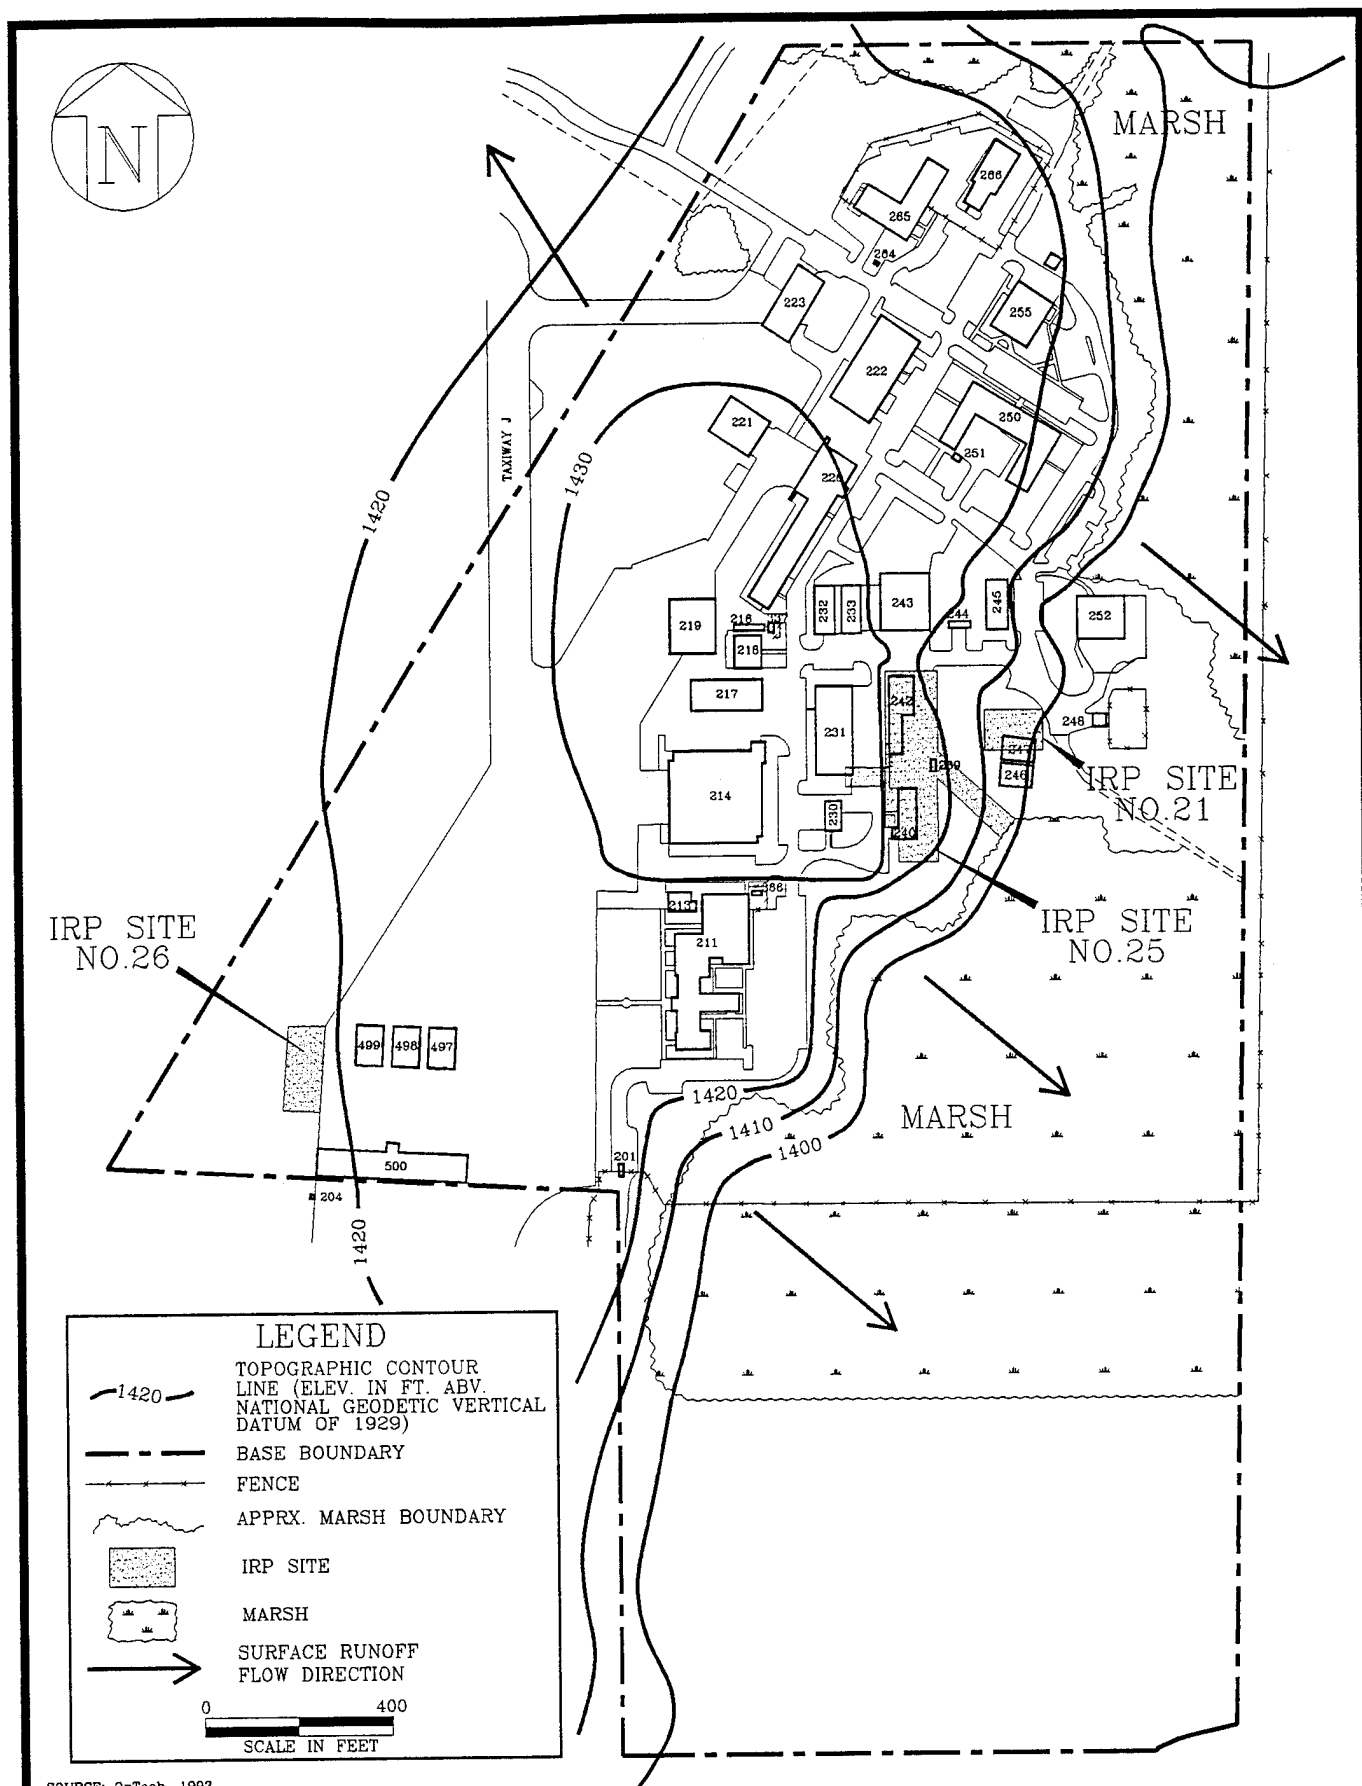 N
MARSH
266
265
264
223
255
222
TAXIWAY J
221
250
251
1430
1420
220
232
233
243
244
245
252
219
216
218
217
242
231
248
247
246
239
IRP SITE
NO.21
214
230
240
IRP SITE
NO.26
213
211
IRP SITE
NO.25
499
498
497
1420
1410
1400
MARSH
500
201
204
1420
LEGEND
1420
TOPOGRAPHIC CONTOUR
LINE (ELEV. IN FT. ABV.
NATIONAL GEODETIC VERTICAL
DATUM OF 1929)
BASE BOUNDARY
FENCE
APPRX. MARSH BOUNDARY
IRP SITE
MARSH
SURFACE RUNOFF
FLOW DIRECTION
0 400
SCALE IN FEET